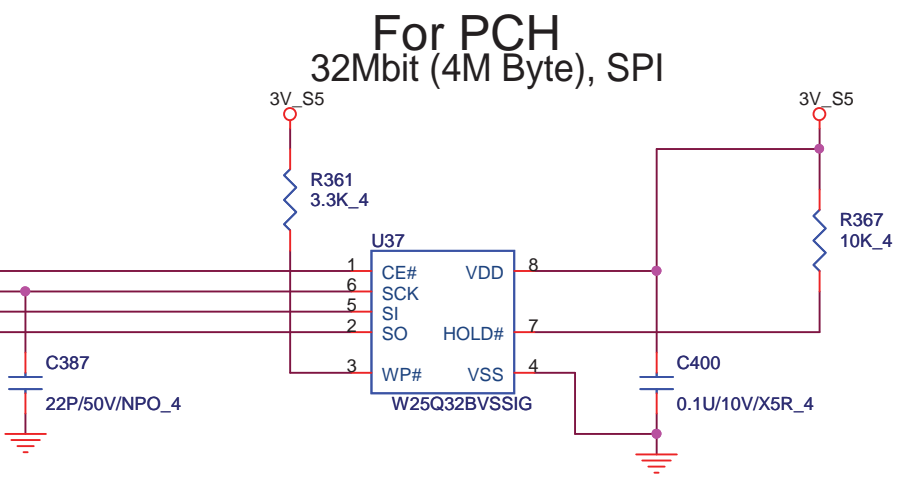 For PCH
32Mbit (4M Byte), SPI
3V_S5
3V_S5
R361
3.3K_4
R367
10K_4
U37
1
CE#
VDD
8
6
SCK
5
SI
2
SO
HOLD#
7
3
WP#
VSS
4
W25Q32BVSSIG
C387
22P/50V/NPO_4
C400
0.1U/10V/X5R_4